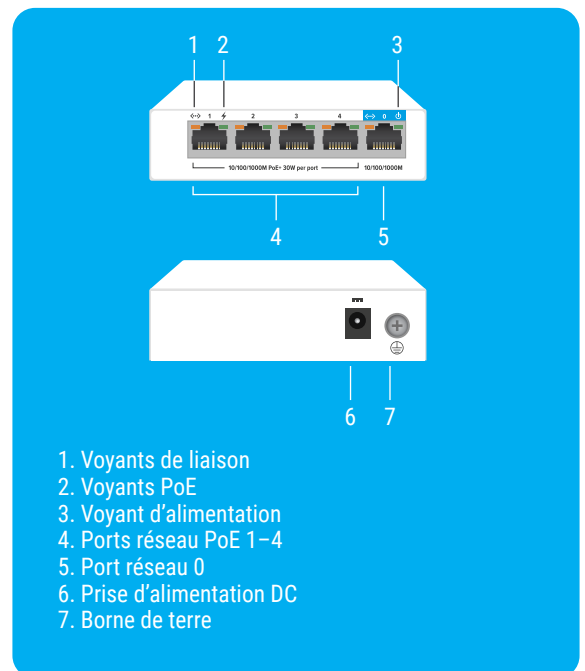 1 2 3
1 2 3 4 0
10/100/1000M PoE+ 30W per port 10/100/1000M
4 5
6 7
1. Voyants de liaison
2. Voyants PoE
3. Voyant d’alimentation
4. Ports réseau PoE 1–4
5. Port réseau 0
6. Prise d’alimentation DC
7. Borne de terre